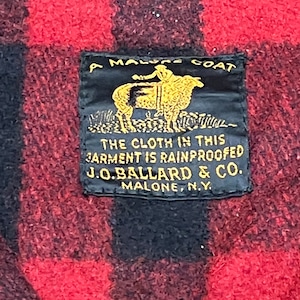 A MALONE COAT
THE CLOTH IN THIS
GARMENT IS RAINPROOFED
J.O.BALLARD & CO.
MALONE, N.Y.